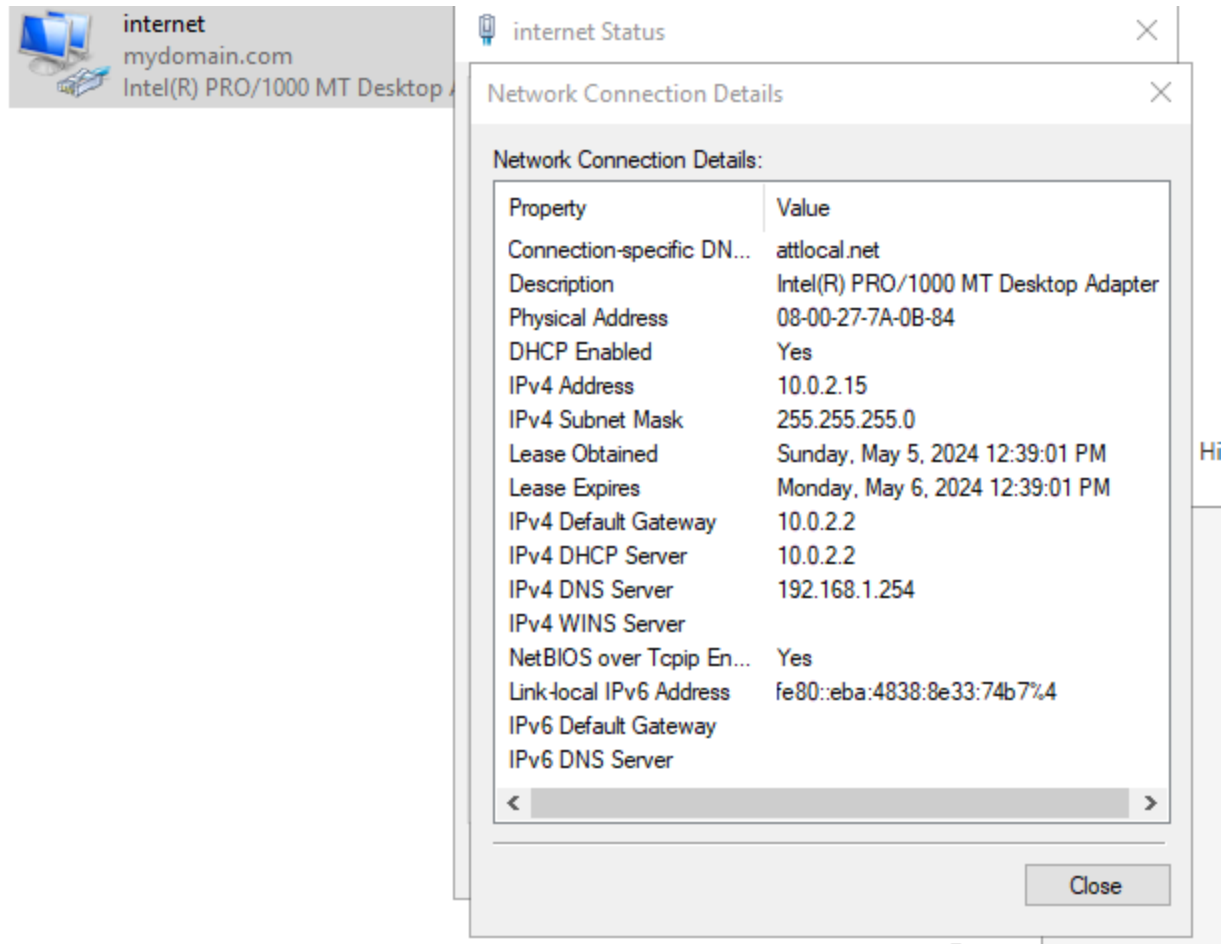 internet
mydomain.com
Intel(R) PRO/1000 MT Desktop
internet Status
Network Connection Details
Network Connection Details:
Property Value
Connection-specific DN... attlocal.net
Description Intel(R) PRO/1000 MT Desktop Adapter
Physical Address 08-00-27-7A-0B-84
DHCP Enabled Yes
IPv4 Address 10.0.2.15
IPv4 Subnet Mask 255.255.255.0
Lease Obtained Sunday, May 5, 2024 12:39:01 PM
Lease Expires Monday, May 6, 2024 12:39:01 PM
IPv4 Default Gateway 10.0.2.2
IPv4 DHCP Server 10.0.2.2
IPv4 DNS Server 192.168.1.254
IPv4 WINS Server
NetBIOS over Tcpip En... Yes
Link-local IPv6 Address fe80::eba:4838:8e33:74b7%4
IPv6 Default Gateway
IPv6 DNS Server
Close
Hi